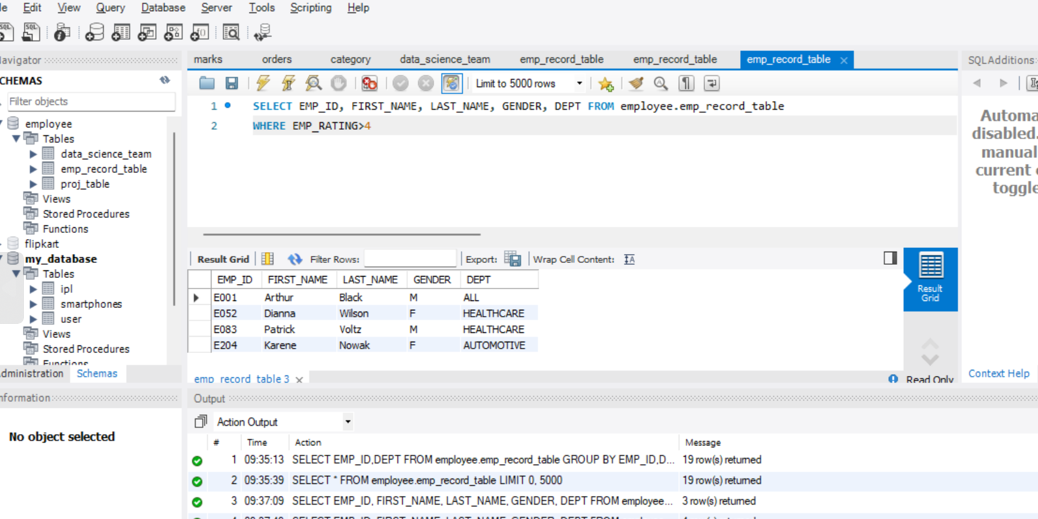 Edit View Query Database Server Tools Scripting Help
SCHEMAS
Filter objects
employee
Tables
data_science_team
emp_record_table
proj_table
Views
Stored Procedures
Functions
flipkart
my_database
Tables
ipl
smartphones
user
Views
Stored Procedures
Functions
Administration Schemas
Information
No object selected
marks orders category data_science_team emp_record_table emp_record_table emp_record_table
Limit to 5000 rows
1 SELECT EMP_ID, FIRST_NAME, LAST_NAME, GENDER, DEPT FROM employee.emp_record_table
2 WHERE EMP_RATING>4
Result Grid Filter Rows: Export: Wrap Cell Content:
EMP_ID FIRST_NAME LAST_NAME GENDER DEPT
E001 Arthur Black M ALL
E052 Dianna Wilson F HEALTHCARE
E083 Patrick Voltz M HEALTHCARE
E204 Karene Nowak F AUTOMOTIVE
Result
Grid
emp_record_table 3 Read Only
Output
Action Output
# Time Action Message
1 09:35:13 SELECT EMP_ID,DEPT FROM employee.emp_record_table GROUP BY EMP_ID,D... 19 row(s) returned
2 09:35:39 SELECT * FROM employee.emp_record_table LIMIT 0, 5000 19 row(s) returned
3 09:37:09 SELECT EMP_ID, FIRST_NAME, LAST_NAME, GENDER, DEPT FROM employee... 3 row(s) returned
SQLAdditions
disabled.
manual
current
toggle
Context Help